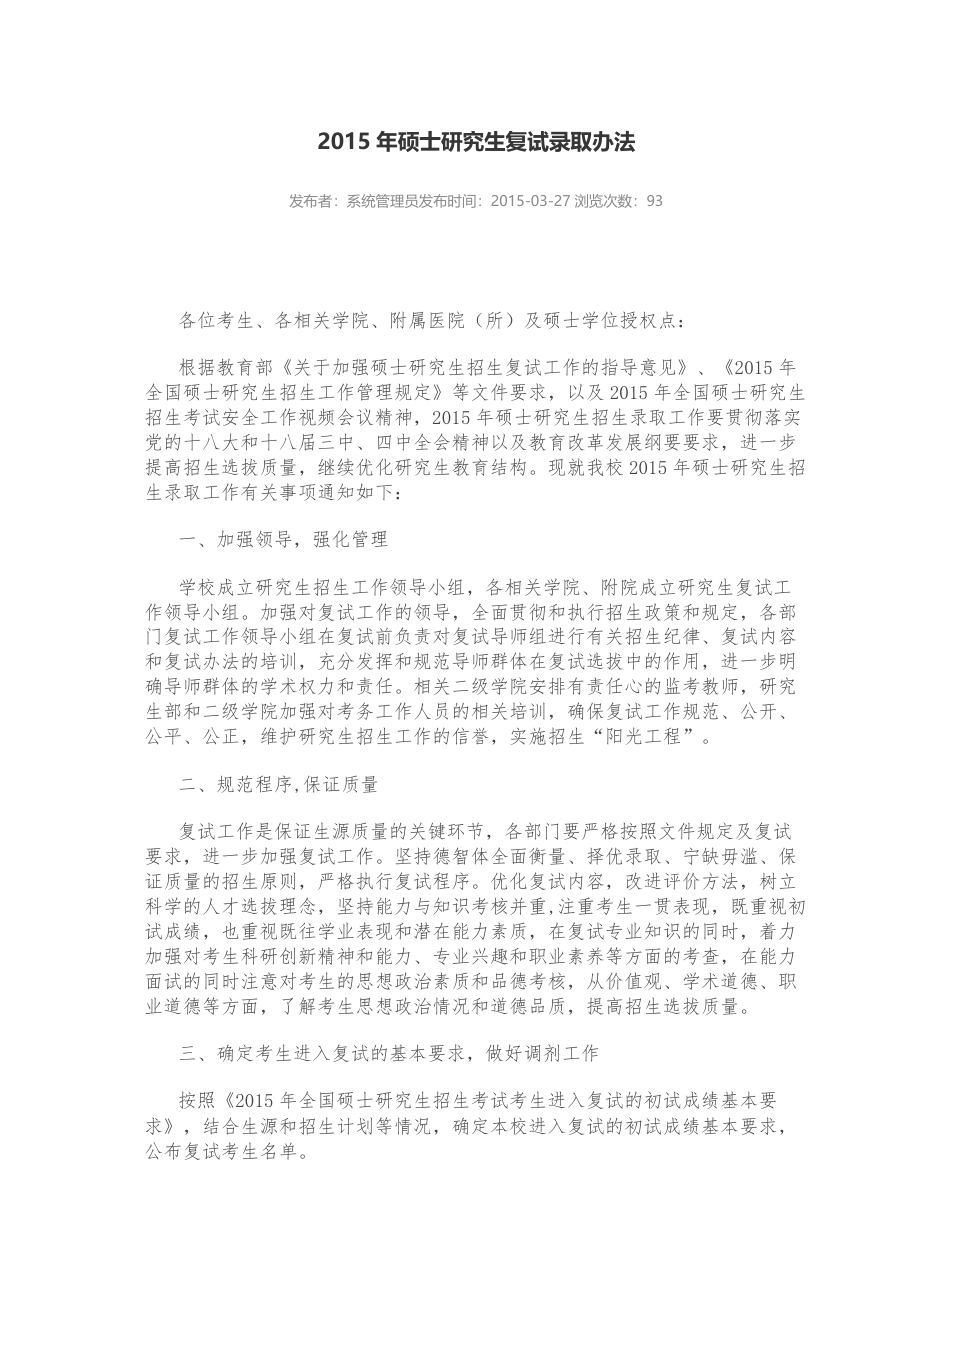 2015 年硕士研究生复试录取办法
发布者：系统管理员发布时间：2015-03-27 浏览次数：93
各位考生、各相关学院、附属医院（所）及硕士学位授权点：
根据教育部《关于加强硕士研究生招生复试工作的指导意见》、《2015 年
全国硕士研究生招生工作管理规定》等文件要求，以及 2015 年全国硕士研究生
招生考试安全工作视频会议精神，2015 年硕士研究生招生录取工作要贯彻落实
党的十八大和十八届三中、四中全会精神以及教育改革发展纲要要求，进一步
提高招生选拔质量，继续优化研究生教育结构。现就我校 2015 年硕士研究生招
生录取工作有关事项通知如下：
一、加强领导，强化管理
学校成立研究生招生工作领导小组，各相关学院、附院成立研究生复试工
作领导小组。加强对复试工作的领导，全面贯彻和执行招生政策和规定，各部
门复试工作领导小组在复试前负责对复试导师组进行有关招生纪律、复试内容
和复试办法的培训，充分发挥和规范导师群体在复试选拔中的作用，进一步明
确导师群体的学术权力和责任。相关二级学院安排有责任心的监考教师，研究
生部和二级学院加强对考务工作人员的相关培训，确保复试工作规范、公开、
公平、公正，维护研究生招生工作的信誉，实施招生“阳光工程”。
二、规范程序,保证质量
复试工作是保证生源质量的关键环节，各部门要严格按照文件规定及复试
要求，进一步加强复试工作。坚持德智体全面衡量、择优录取、宁缺毋滥、保
证质量的招生原则，严格执行复试程序。优化复试内容，改进评价方法，树立
科学的人才选拔理念，坚持能力与知识考核并重,注重考生一贯表现，既重视初
试成绩，也重视既往学业表现和潜在能力素质，在复试专业知识的同时，着力
加强对考生科研创新精神和能力、专业兴趣和职业素养等方面的考查，在能力
面试的同时注意对考生的思想政治素质和品德考核，从价值观、学术道德、职
业道德等方面，了解考生思想政治情况和道德品质，提高招生选拔质量。
三、确定考生进入复试的基本要求，做好调剂工作
按照《2015 年全国硕士研究生招生考试考生进入复试的初试成绩基本要
求》，结合生源和招生计划等情况，确定本校进入复试的初试成绩基本要求，
公布复试考生名单。